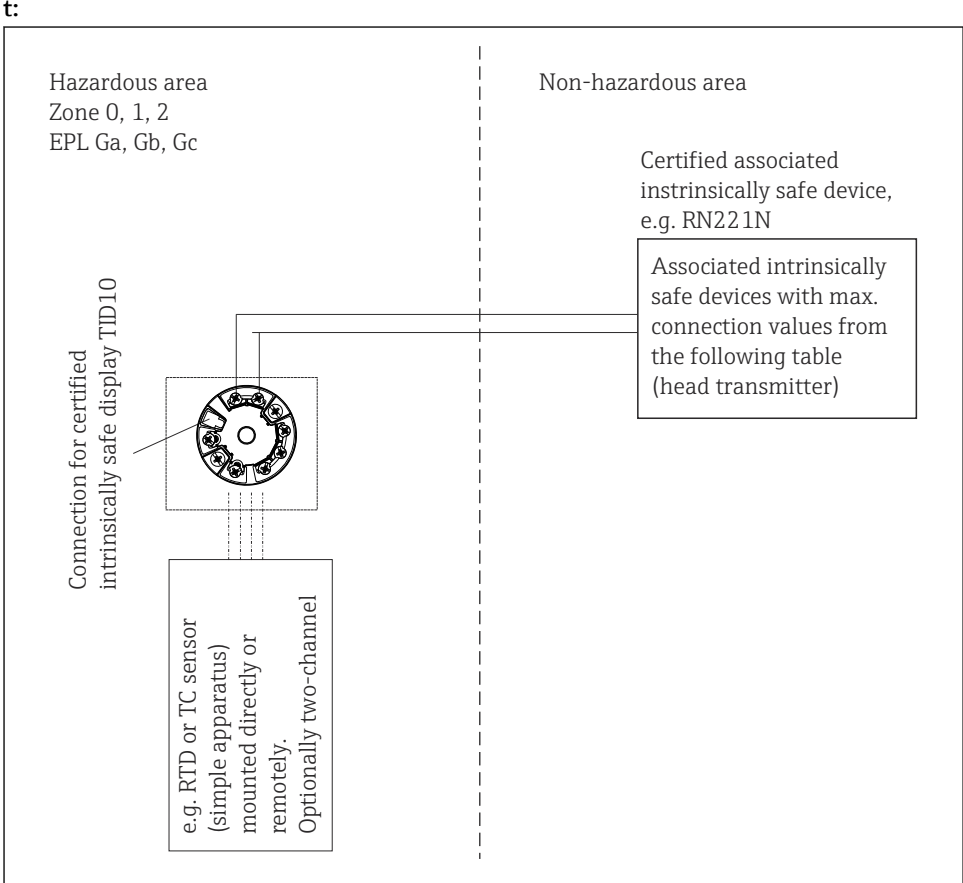 t:
Hazardous area
Zone 0, 1, 2
EPL Ga, Gb, Gc
Non-hazardous area
Certified associated
instrinsically safe device,
e.g. RN221N
Associated intrinsically
safe devices with max.
connection values from
the following table
(head transmitter)
Connection for certified
intrinsically safe display TID10
e.g. RTD or TC sensor
(simple apparatus)
mounted directly or
remotely.
Optionally two-channel